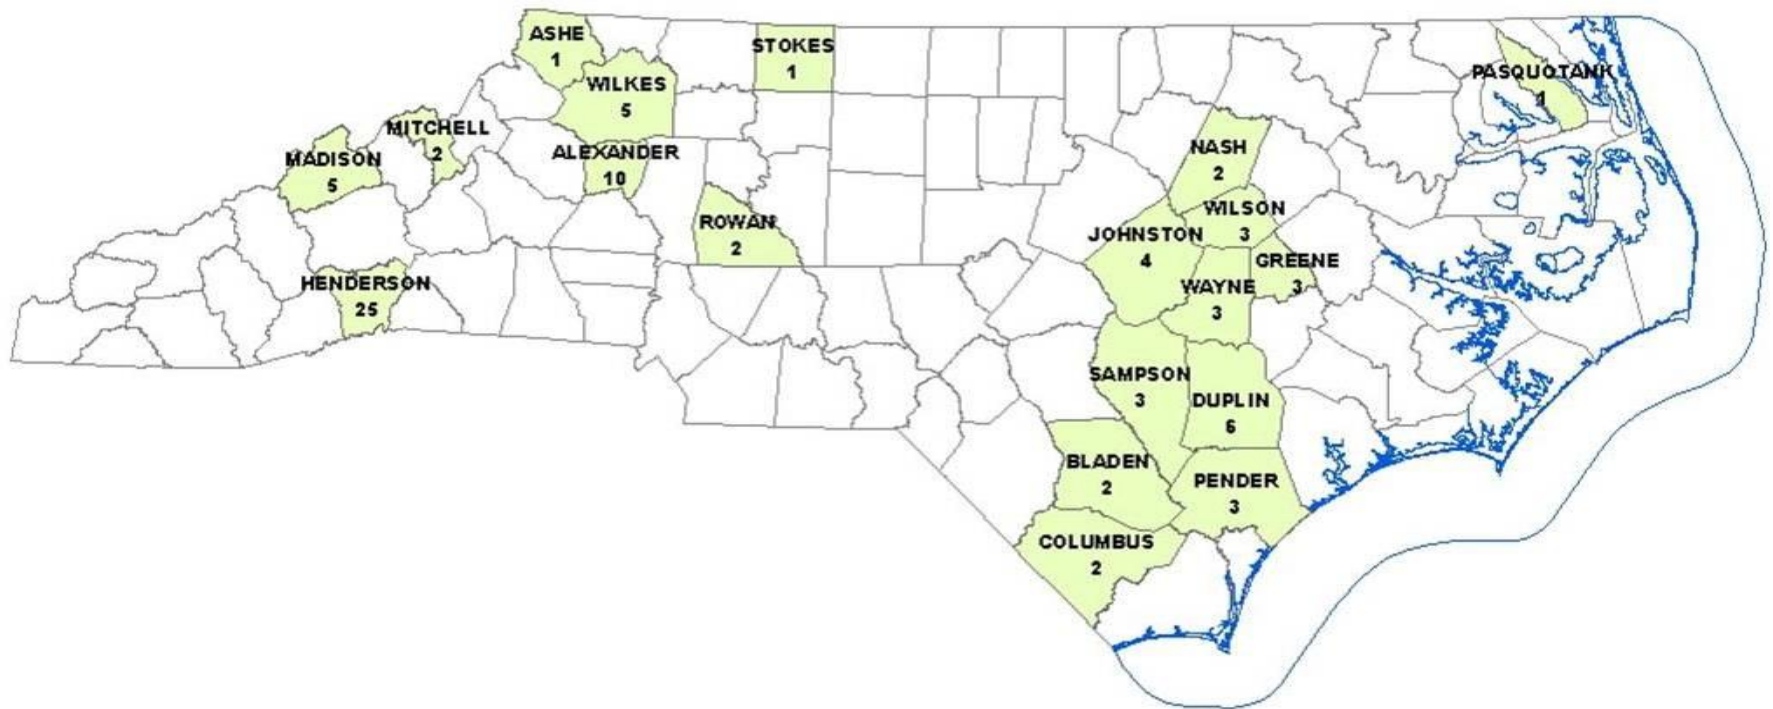 ASHE
1
STOKES
1
WILKES
5
PASQUOTANK
1
MITCHELL
2
MADISON
5
ALEXANDER
10
NASH
2
ROWAN
2
WILSON
3
JOHNSTON
4
GREENE
3
HENDERSON
25
WAYNE
3
SAMPSON
3
DUPLIN
6
BLADEN
2
PENDER
3
COLUMBUS
2